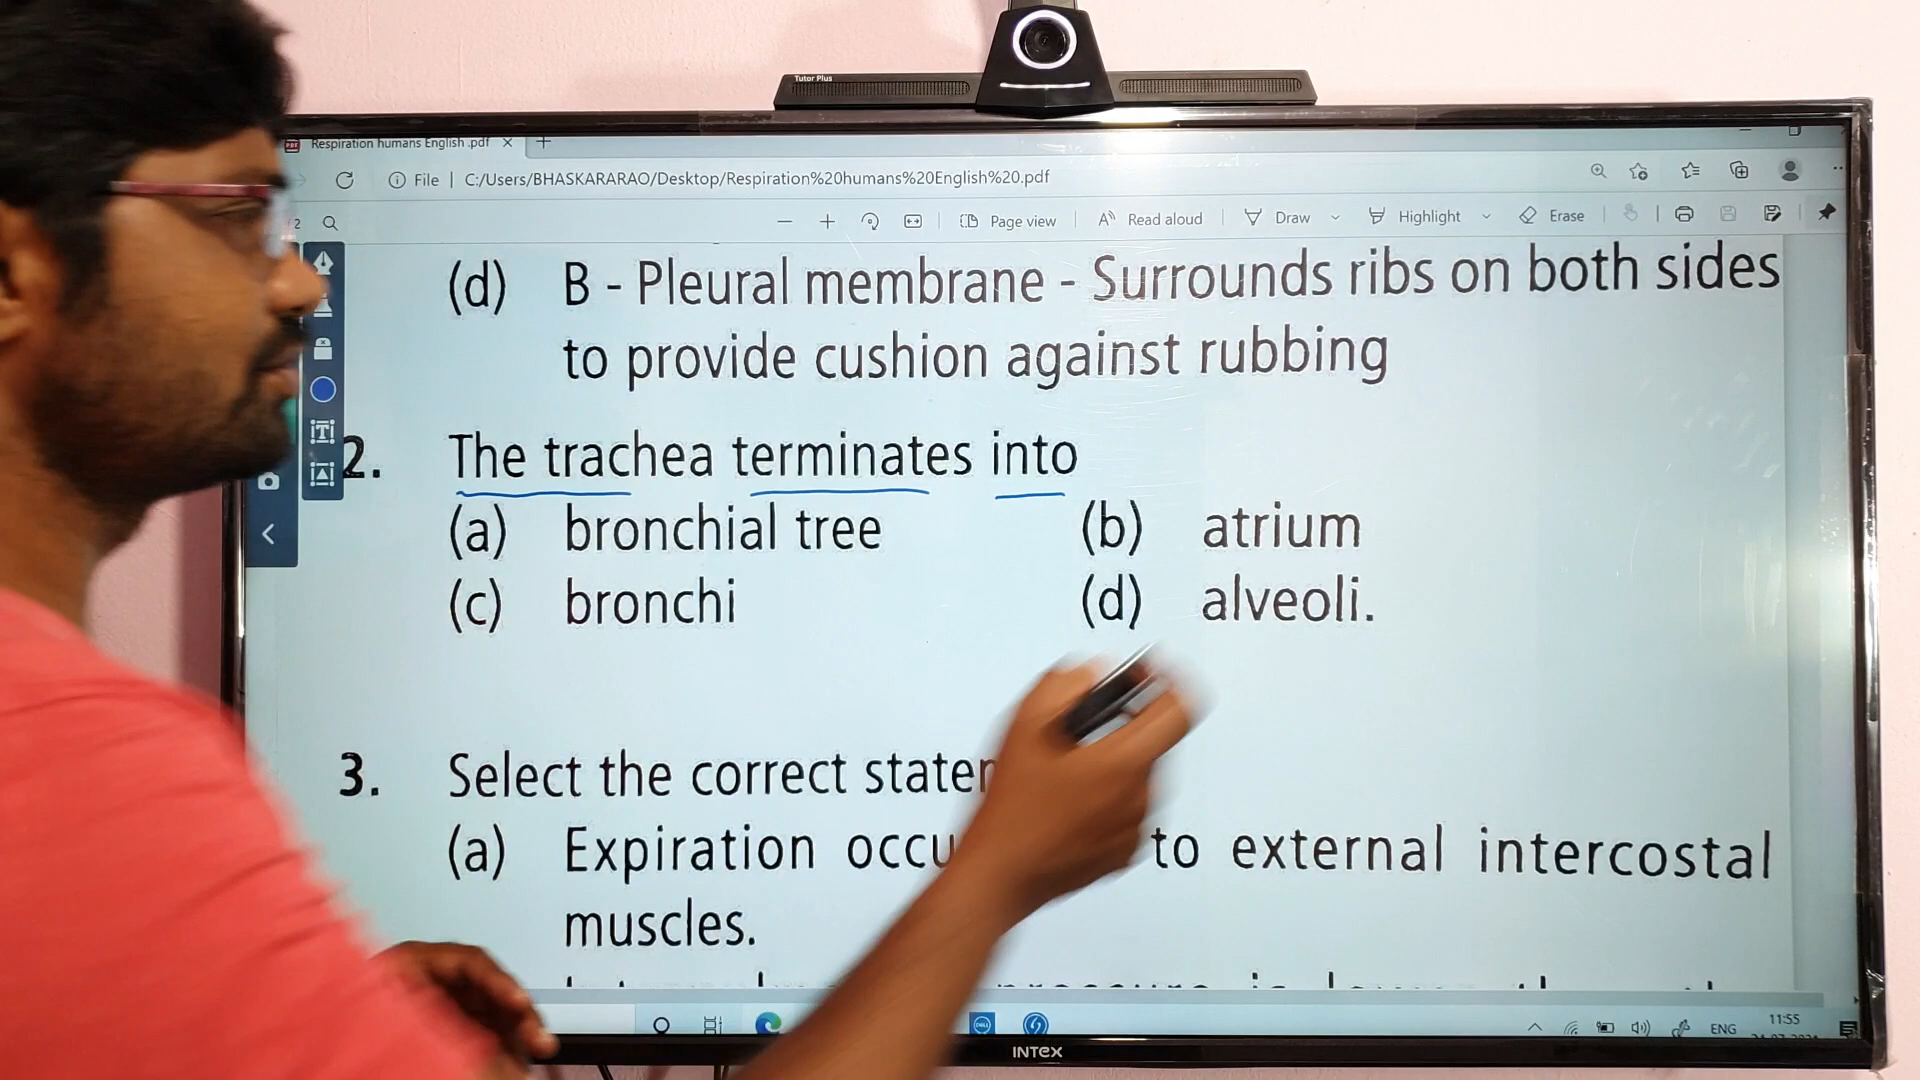 Tutor Plus
Respiration humans English .pdf
File | C:/Users/BHASKARARAO/Desktop/Respiration%20humans%20English%20.pdf
2 Page view Read aloud Draw Highlight Erase
(d) B - Pleural membrane - Surrounds ribs on both sides
to provide cushion against rubbing
2. The trachea terminates into
(a) bronchial tree (b) atrium
(c) bronchi (d) alveoli.
3. Select the correct
(a) Expiration to external intercostal
muscles.
ENG 11:55
INTEX